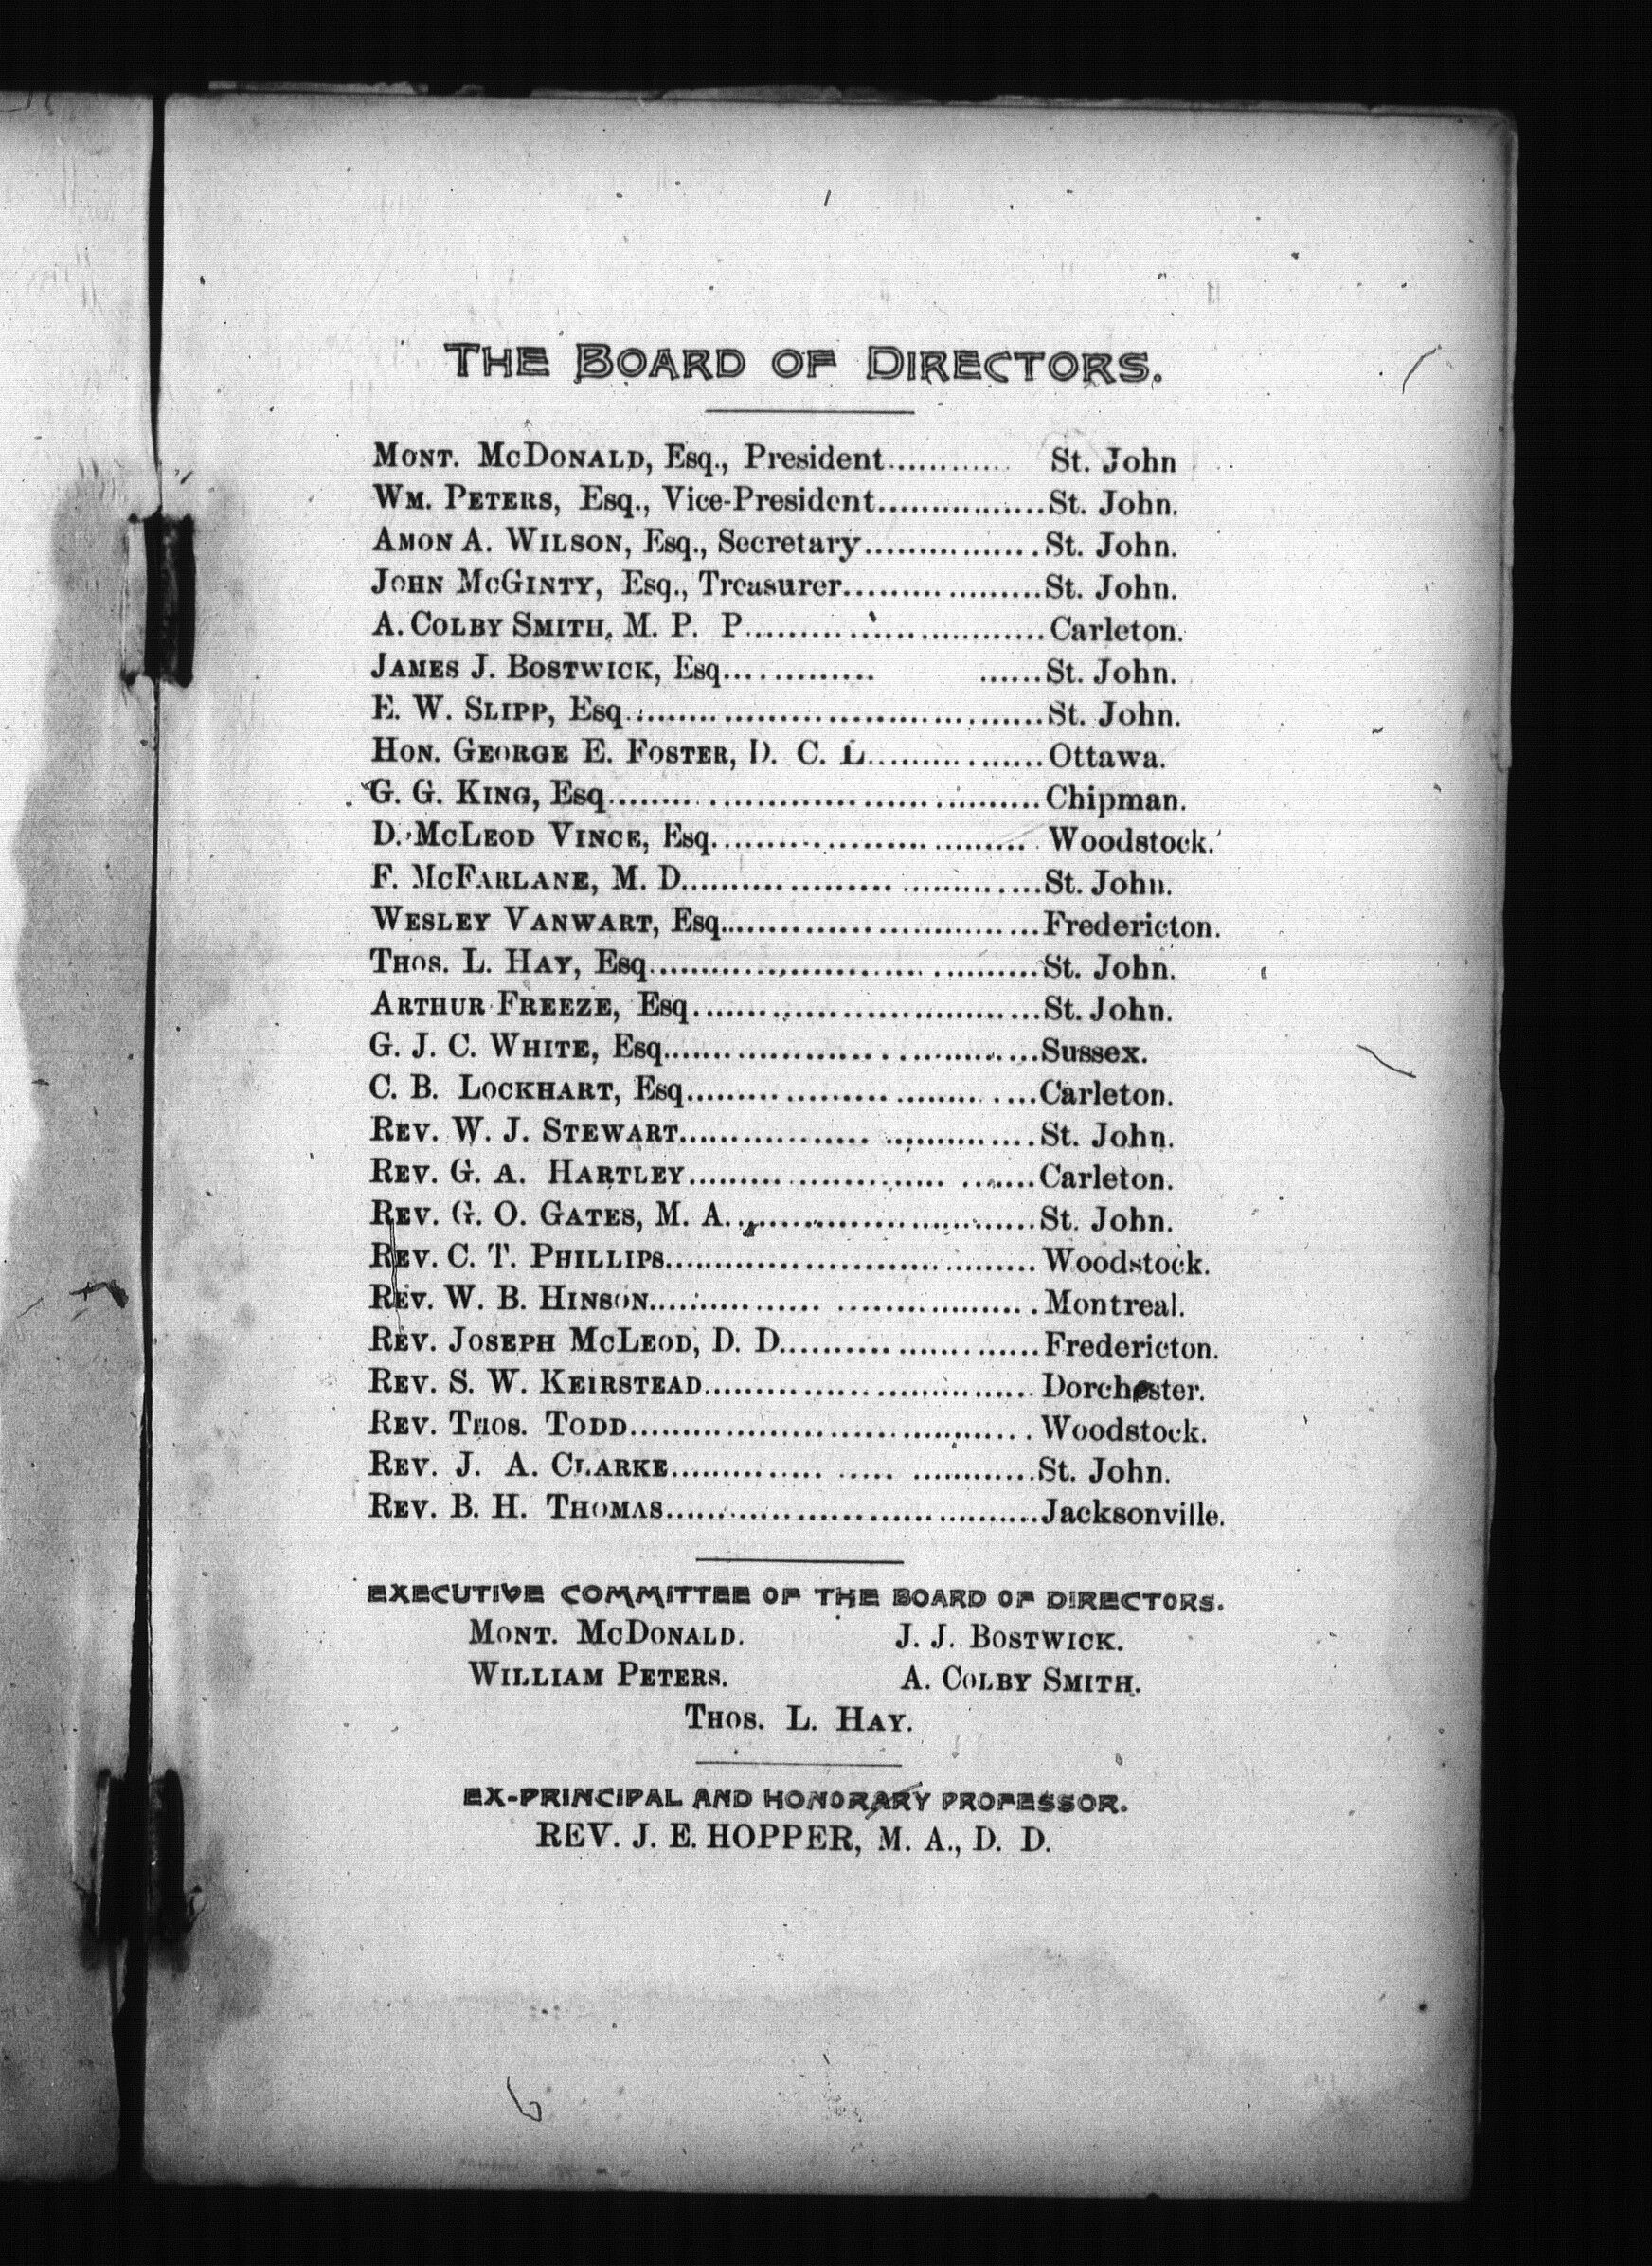 THE BOARD OF DIRECTORS.
MONT. MCDONALD, Esq., President............ St. John
WM. PETERS, Esq., Vice-President................St. John.
AMON A. WILSON, Esq., Secretary................St. John.
JOHN MCGINTY, Esq., Treasurer...................St. John.
A. COLBY SMITH, M. P. P.............................Carleton.
JAMES J. BOSTWICK, Esq............... ......St. John.
E. W. SLIPP, Esq........................................St. John.
HON. GEORGE E. FOSTER, D. C. L.................Ottawa.
G. G. KING, Esq.........................................Chipman.
D. MCLEOD VINCE, Esq............................... Woodstock.
F. MCFARLANE, M. D...................................St. John.
WESLEY VANWART, Esq...............................Fredericton.
THOS. L. HAY, Esq.....................................St. John.
ARTHUR FREEZE, Esq..................................St. John.
G. J. C. WHITE, Esq....................................Sussex.
C. B. LOCKHART, Esq..................................Carleton.
REV. W. J. STEWART...................................St. John.
REV. G. A. HARTLEY..................................Carleton.
REV. G. O. GATES, M. A...............................St. John.
REV. C. T. PHILLIPS....................................Woodstock.
REV. W. B. HINSON.....................................Montreal.
REV. JOSEPH MCLEOD, D. D.........................Fredericton.
REV. S. W. KEIRSTEAD................................Dorchester.
REV. THOS. TODD.......................................Woodstock.
REV. J. A. CLARKE....................................St. John.
REV. B. H. THOMAS....................................Jacksonville.
EXECUTIVE COMMITTEE OF THE BOARD OF DIRECTORS.
MONT. MCDONALD. J. J. BOSTWICK.
WILLIAM PETERS. A. COLBY SMITH.
THOS. L. HAY.
EX-PRINCIPAL AND HONORARY PROFESSOR.
REV. J. E. HOPPER, M. A., D. D.